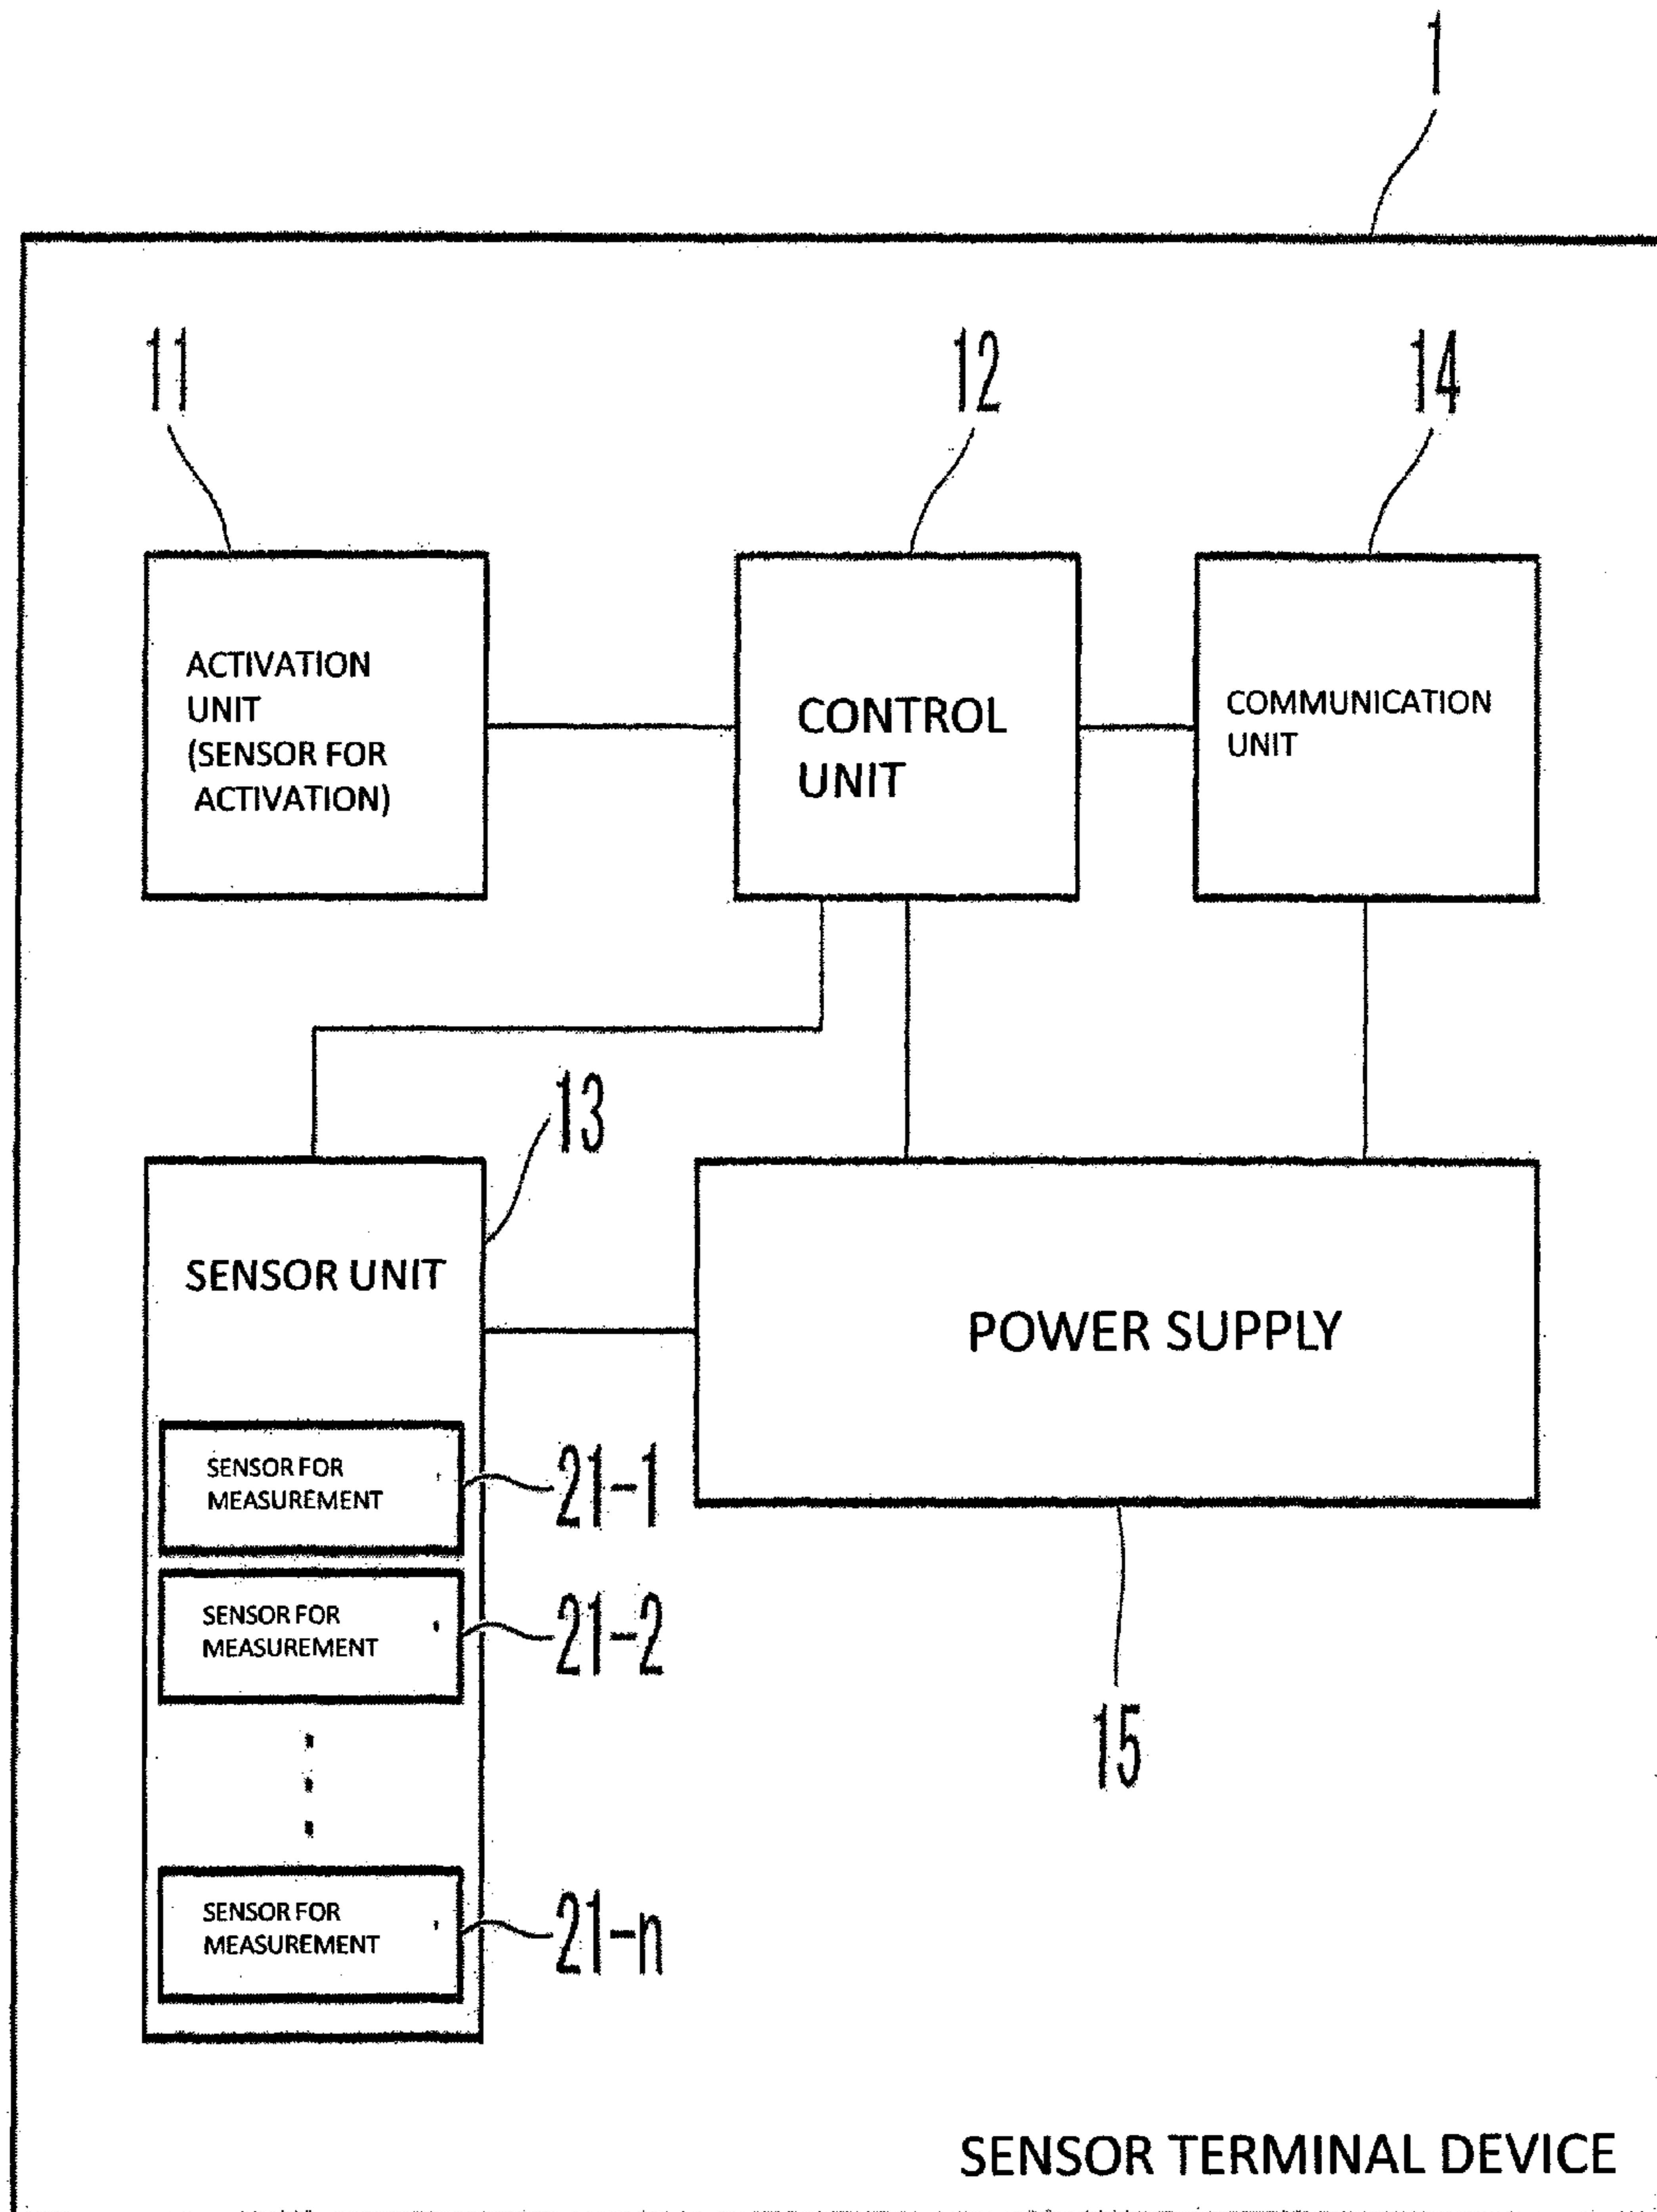 1
11
12
14
ACTIVATION
UNIT
(SENSOR FOR
ACTIVATION)
CONTROL
UNIT
COMMUNICATION
UNIT
13
SENSOR UNIT
POWER SUPPLY
SENSOR FOR
MEASUREMENT
21-1
SENSOR FOR
MEASUREMENT
21-2
15
SENSOR FOR
MEASUREMENT
21-n
SENSOR TERMINAL DEVICE